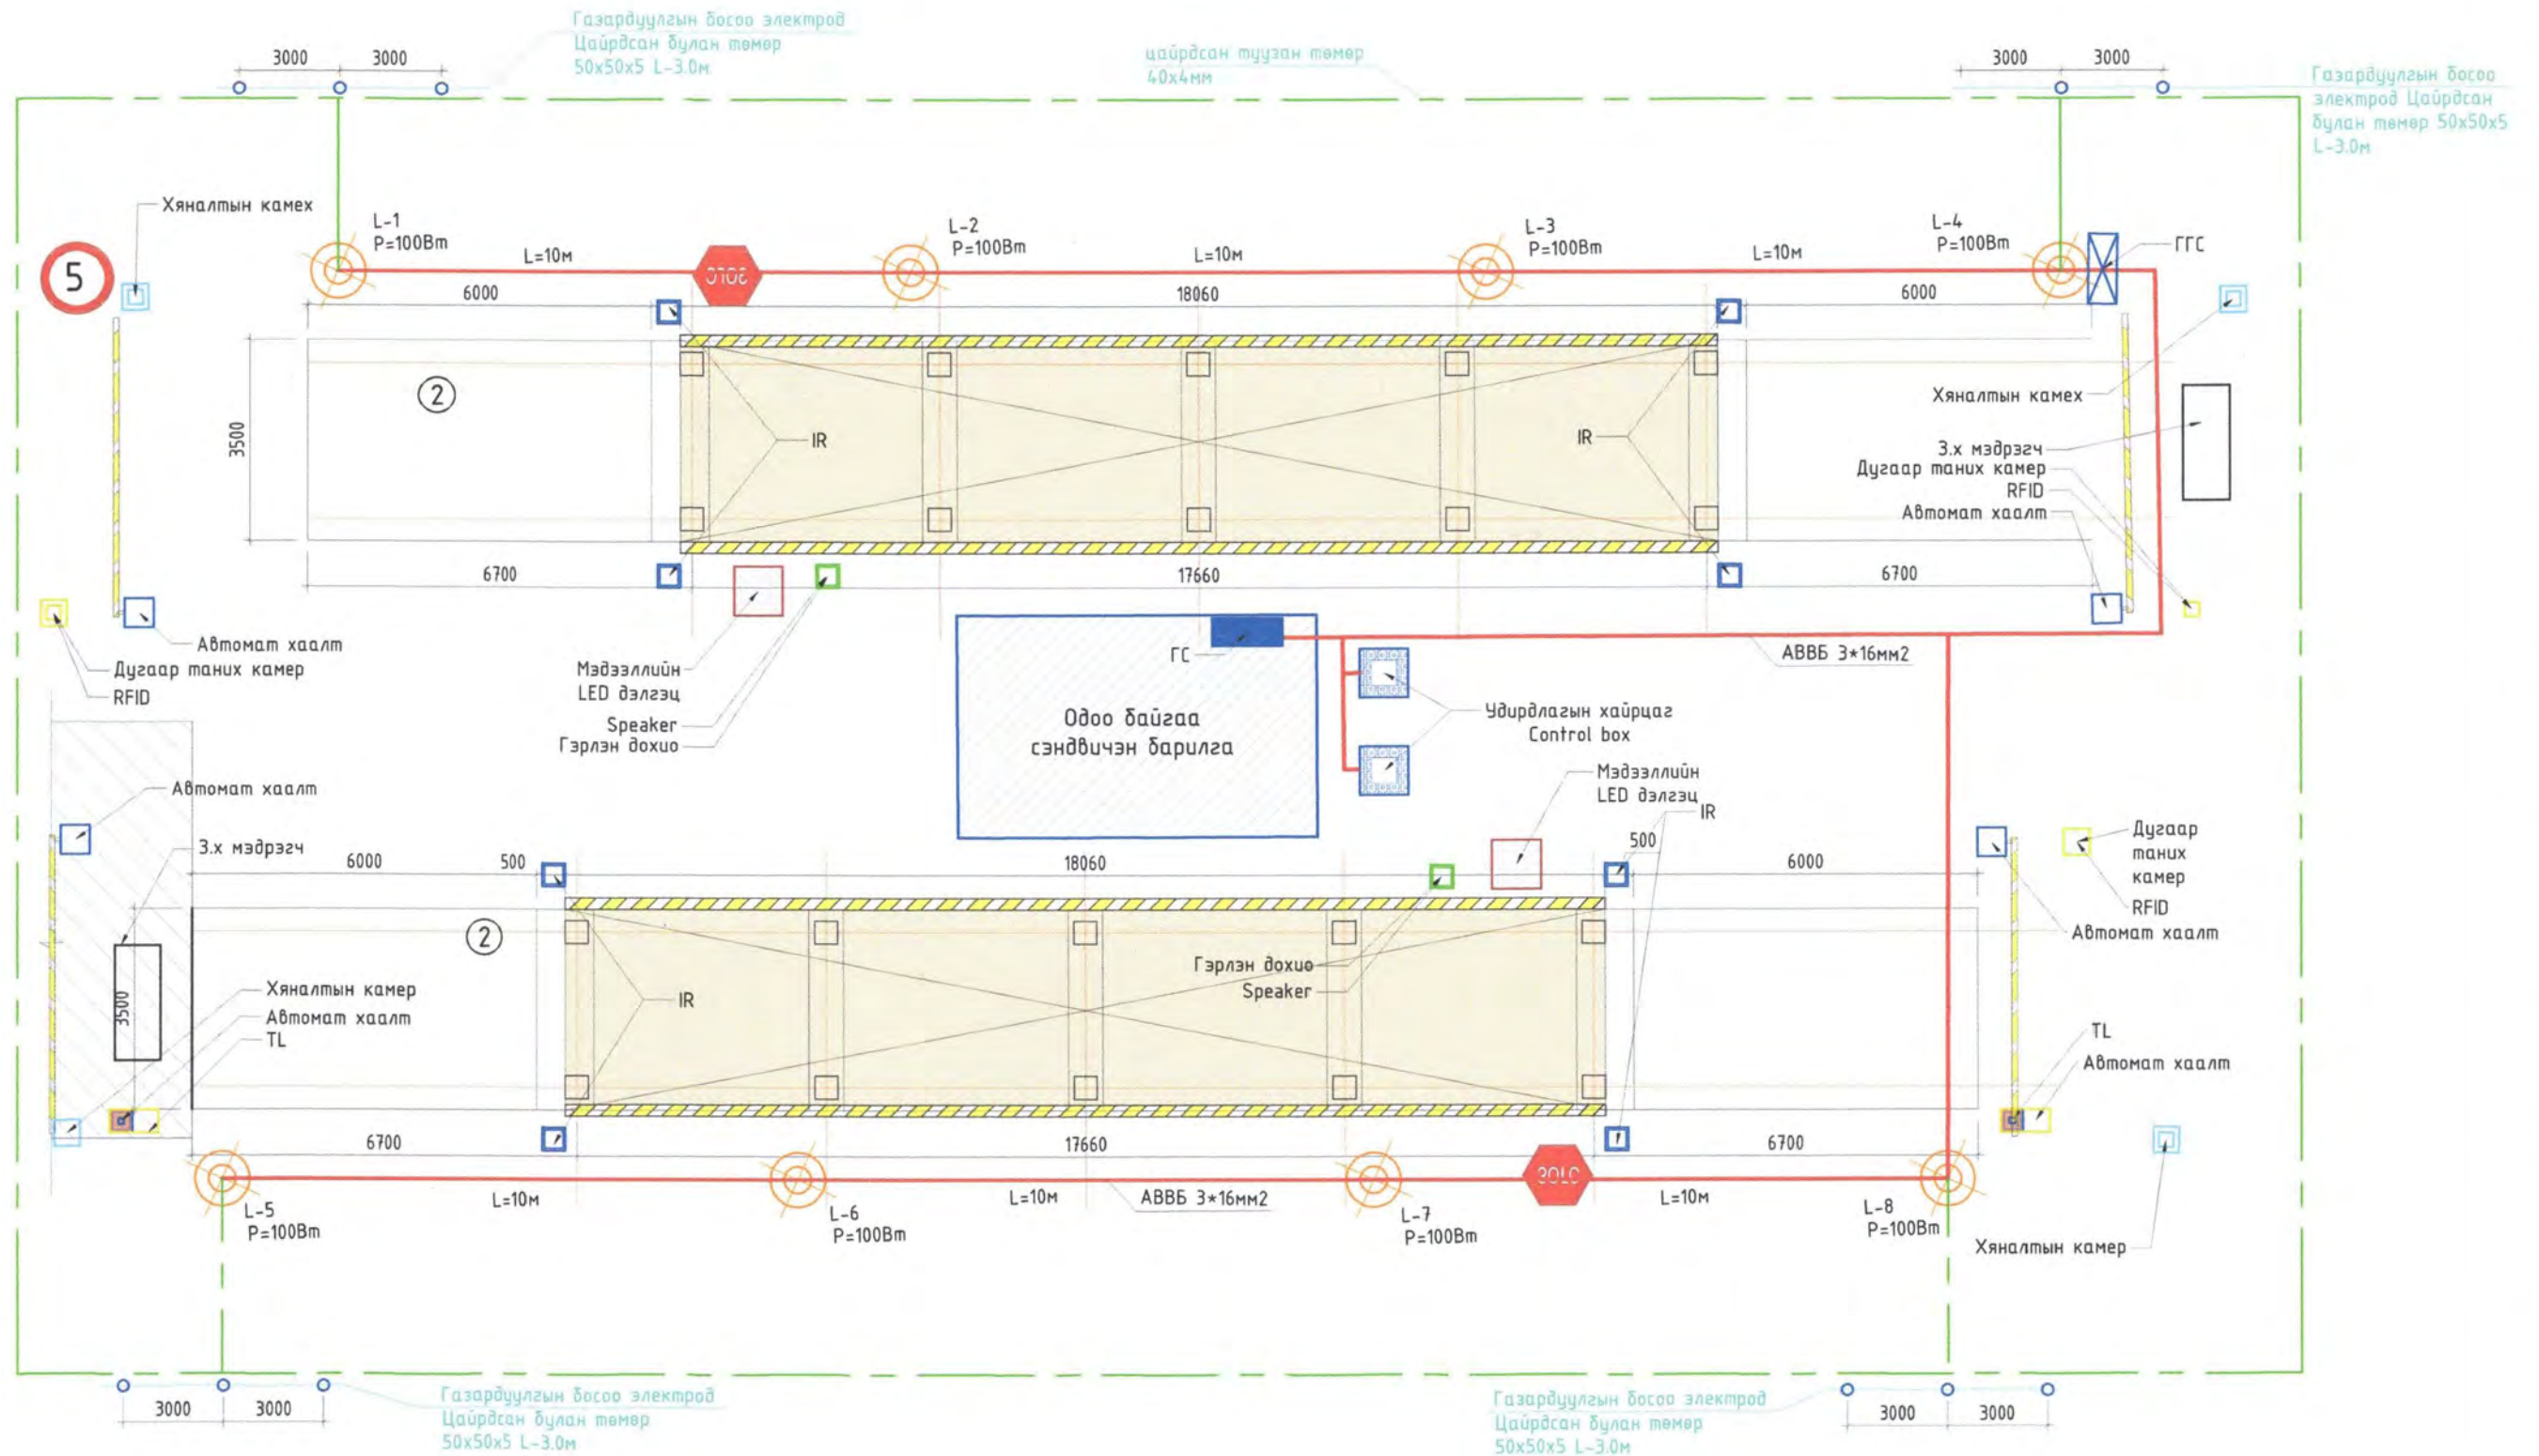 Газардуулгын босоо электрод
Цайрдсан булан төмөр
50x50x5 L-3.0м
цайрдсан туузан төмөр
40x4мм
Газардуулгын босоо
электрод Цайрдсан
булан төмөр 50x50x5
L-3.0м
3000
3000
3000
3000
Хяналтын камех
5
L-1
P=100Вт
L=10м
L-2
P=100Вт
L=10м
L-3
P=100Вт
L=10м
L-4
P=100Вт
ГГС
6000
18060
6000
3500
2
IR
IR
Хяналтын камех
З.х мэдрэгч
Дугаар таних камер
RFID
Автомат хаалт
6700
17660
6700
Автомат хаалт
Дугаар таних камер
RFID
Мэдээллийн
LED дэлгэц
Speaker
Гэрлэн дохио
ГС
АВВБ 3*16мм2
Одоо байгаа
сэндвичэн барилга
Удирдлагын хайрцаг
Control box
Мэдээллийн
LED дэлгэц
IR
Автомат хаалт
З.х мэдрэгч
6000
500
18060
500
6000
Дугаар
таних
камер
RFID
Автомат хаалт
2
Гэрлэн дохио
Speaker
IR
3500
Хяналтын камер
Автомат хаалт
TL
TL
Автомат хаалт
6700
17660
6700
L=10м
L=10м
АВВБ 3*16мм2
L=10м
L-5
P=100Вт
L-6
P=100Вт
L-7
P=100Вт
L-8
P=100Вт
Хяналтын камер
3000
3000
Газардуулгын босоо электрод
Цайрдсан булан төмөр
50x50x5 L-3.0м
Газардуулгын босоо электрод
Цайрдсан булан төмөр
50x50x5 L-3.0м
3000
3000